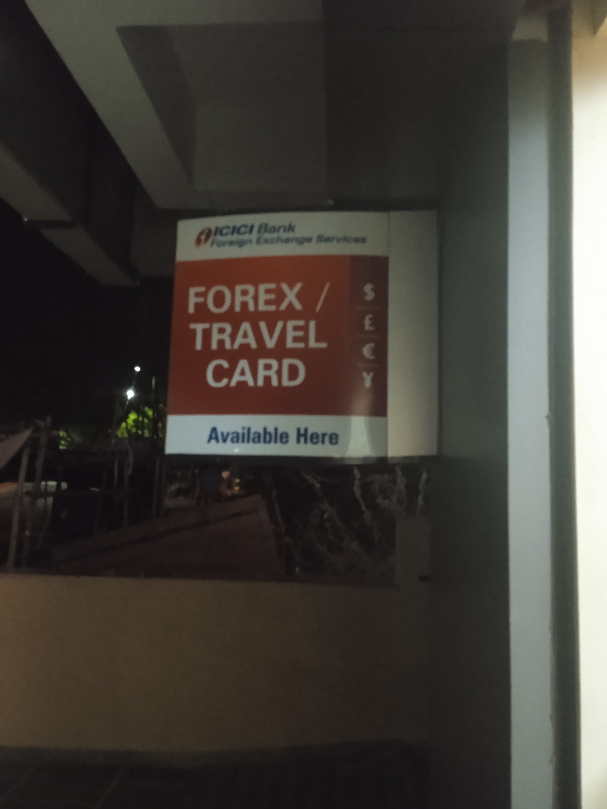 ICICI Bank
Foreign Exchange Services
FOREX /
TRAVEL
CARD
$
£
€
¥
Available Here